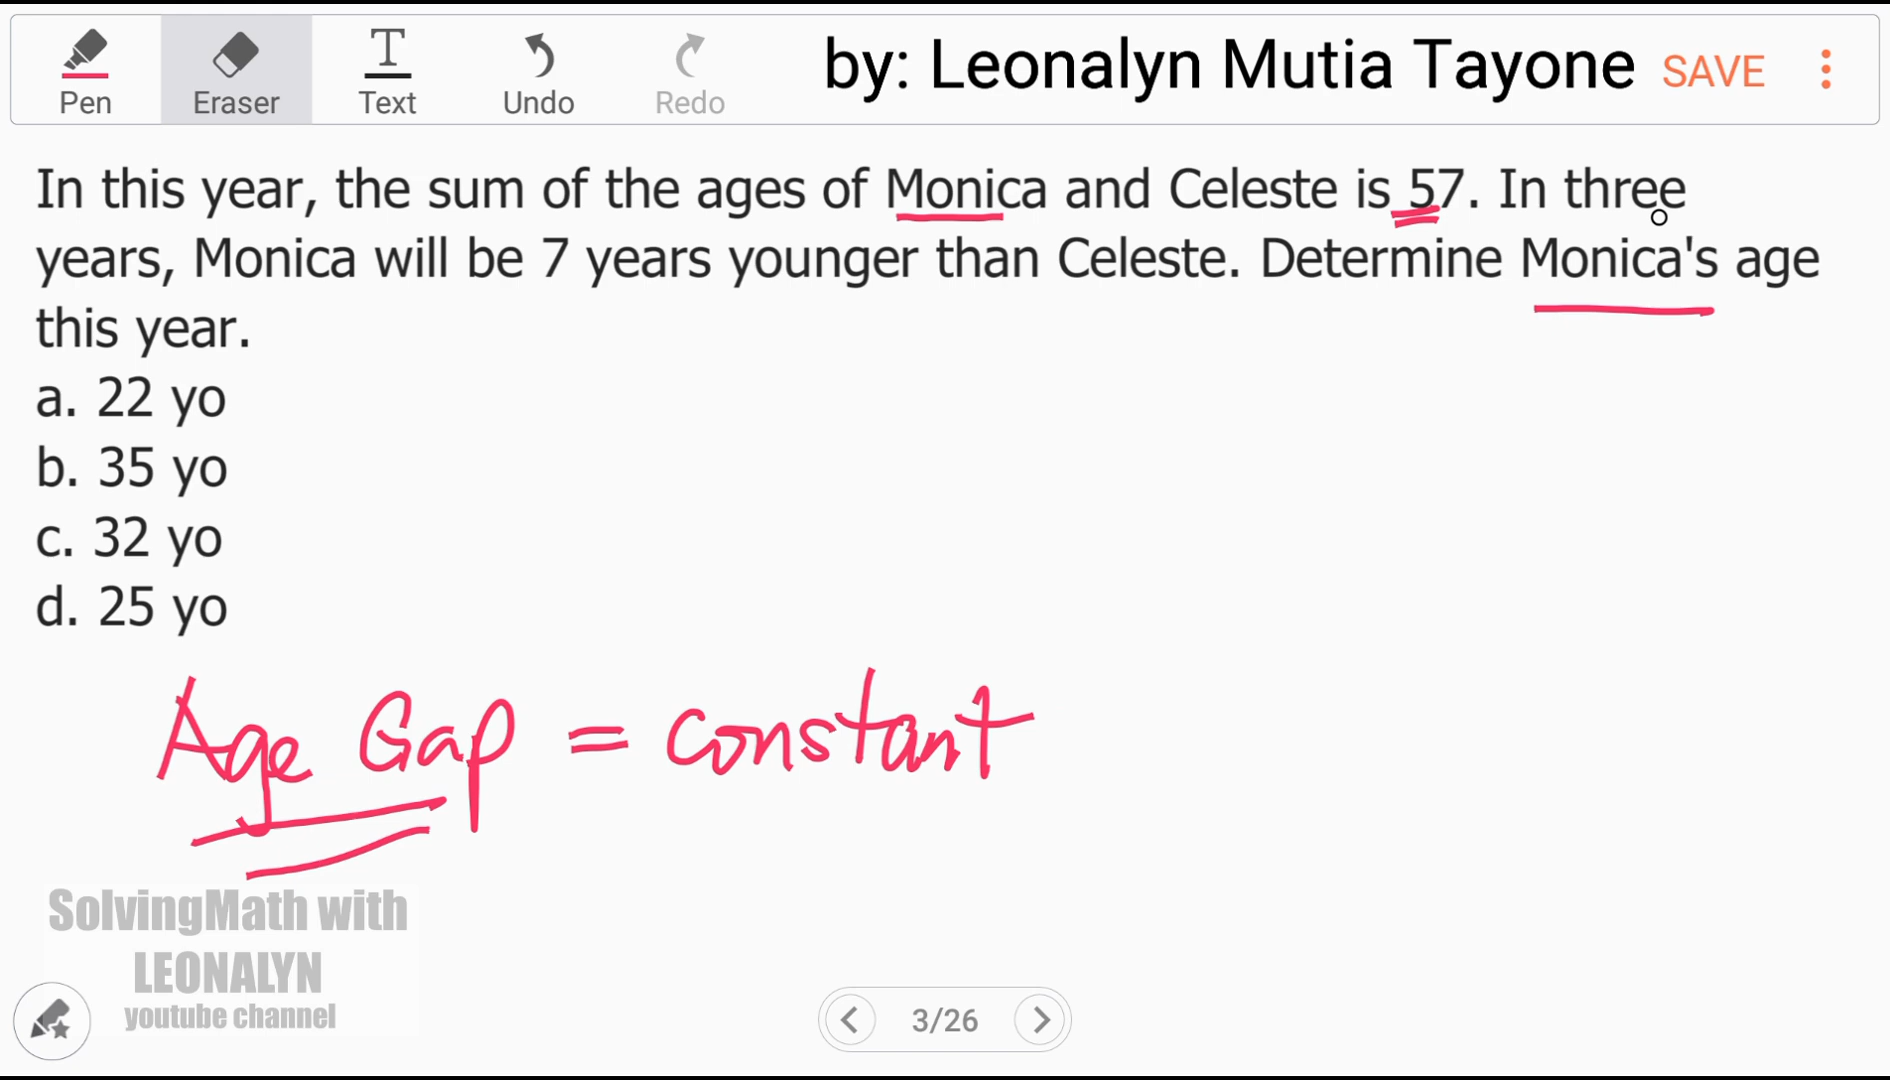 Pen
Eraser
Text
Undo
Redo
by: Leonalyn Mutia Tayone
SAVE
In this year, the sum of the ages of Monica and Celeste is 57. In three
years, Monica will be 7 years younger than Celeste. Determine Monica's age
this year.
a. 22 yo
b. 35 yo
c. 32 yo
d. 25 yo
Age Gap = constant
SolvingMath with
LEONALYN
youtube channel
3/26